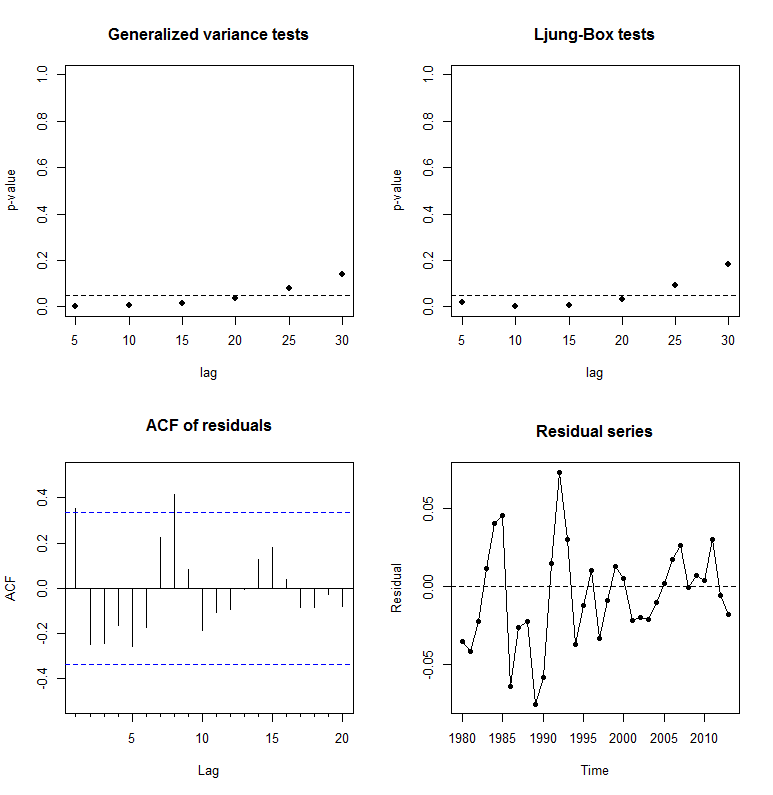 Generalized variance tests
p-value
0.0 0.2 0.4 0.6 0.8 1.0
5 10 15 20 25 30
lag
Ljung-Box tests
p-value
0.0 0.2 0.4 0.6 0.8 1.0
5 10 15 20 25 30
lag
ACF of residuals
ACF
-0.4 -0.2 0.0 0.2 0.4
5 10 15 20
Lag
Residual series
Residual
-0.05 0.00 0.05
1980 1985 1990 1995 2000 2005 2010
Time